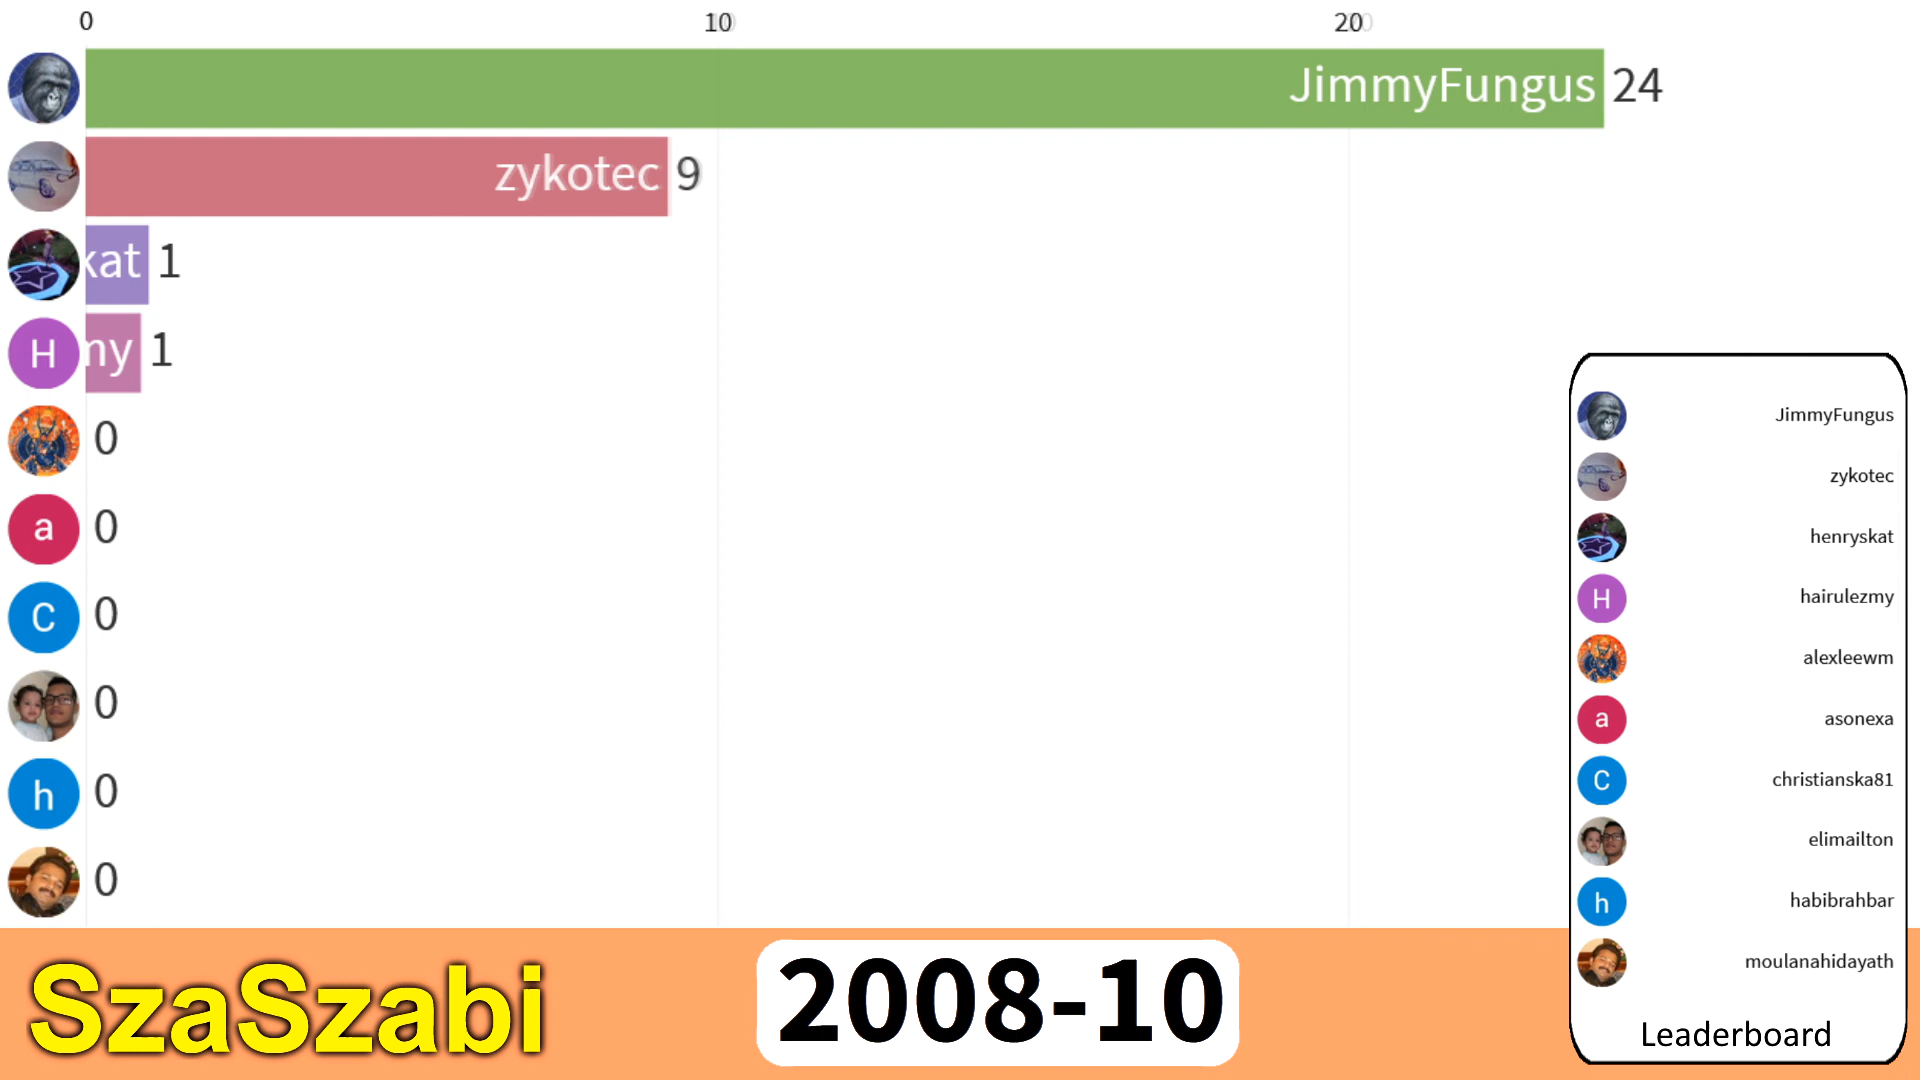 0 10 20
JimmyFungus 24
zykotec 9
kat 1
H my 1
0
a 0
C 0
0
h 0
0
JimmyFungus
zykotec
henryskat
H hairulezmy
alexleewm
a asonexa
C christianska81
elimailton
h habibrahbar
moulanahidayath
Leaderboard
SzaSzabi 2008-10